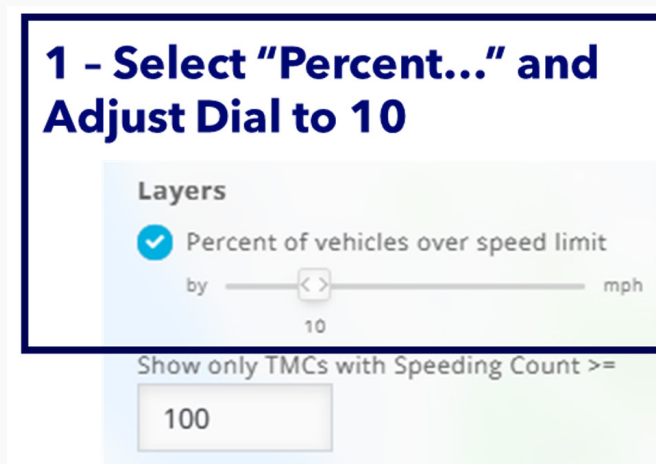 1 – Select “Percent...” and
Adjust Dial to 10
Layers
Percent of vehicles over speed limit
by < > mph
10
Show only TMCs with Speeding Count >=
100